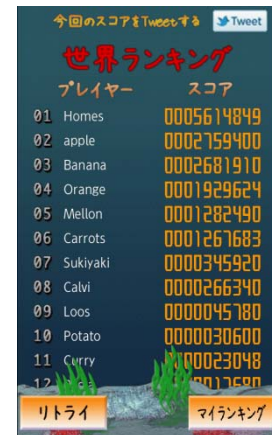 今回のスコアをTweetする Tweet
世界ランキング
プレイヤー スコア
01 Homes 0005614849
02 apple 0002759400
03 Banana 0002681910
04 Orange 0001929624
05 Mellon 0001282490
06 Carrots 0001267683
07 Sukiyaki 0000345920
08 Calvi 0000266340
09 Loos 0000045780
10 Potato 0000030600
11 Curry 0000023048
12
リトライ マイランキング